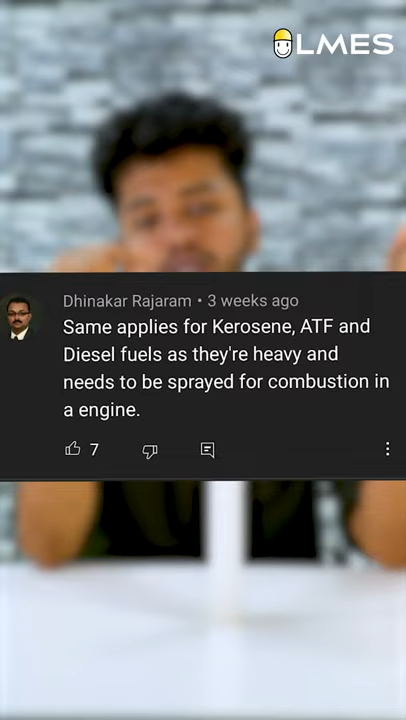 LMES
Dhinakar Rajaram • 3 weeks ago
Same applies for Kerosene, ATF and
Diesel fuels as they're heavy and
needs to be sprayed for combustion in
a engine.
7